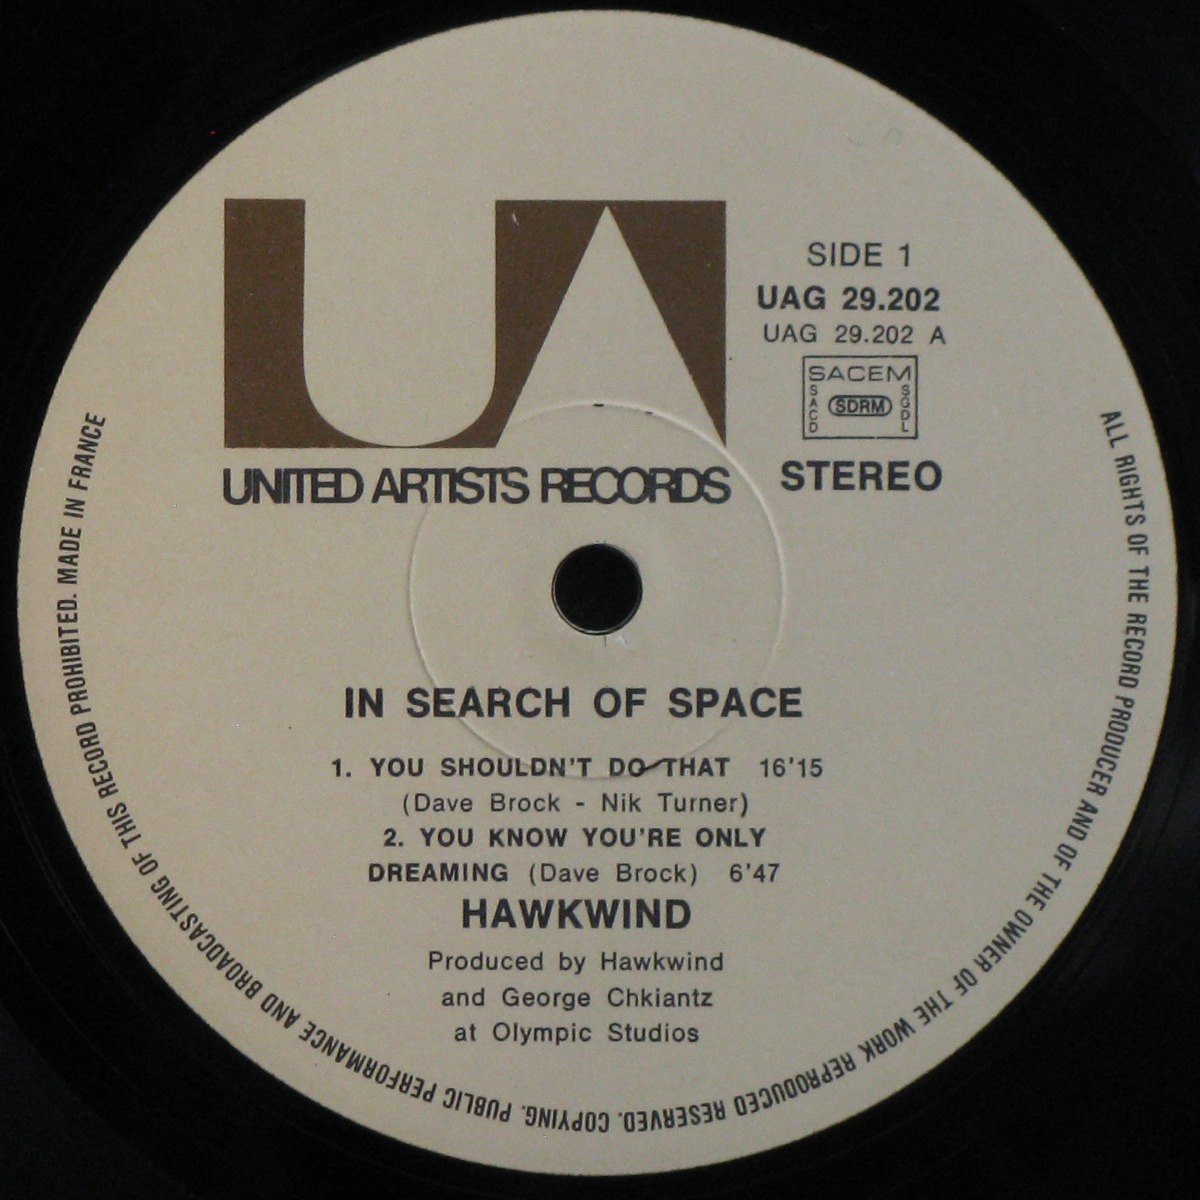 UA
UNITED ARTISTS RECORDS
SIDE 1
UAG 29.202
UAG 29.202 A
SACEM
SACD
SDRM
SGDL
STEREO
IN SEARCH OF SPACE
1. YOU SHOULDN'T DO THAT 16'15
(Dave Brock - Nik Turner)
2. YOU KNOW YOU'RE ONLY
DREAMING (Dave Brock) 6'47
HAWKWIND
Produced by Hawkwind
and George Chkiantz
at Olympic Studios
ALL RIGHTS OF THE RECORD PRODUCER AND OF THE OWNER OF THE WORK REPRODUCED RESERVED. COPYING. PUBLIC PERFORMANCE AND BROADCASTING OF THIS RECORD PROHIBITED. MADE IN FRANCE